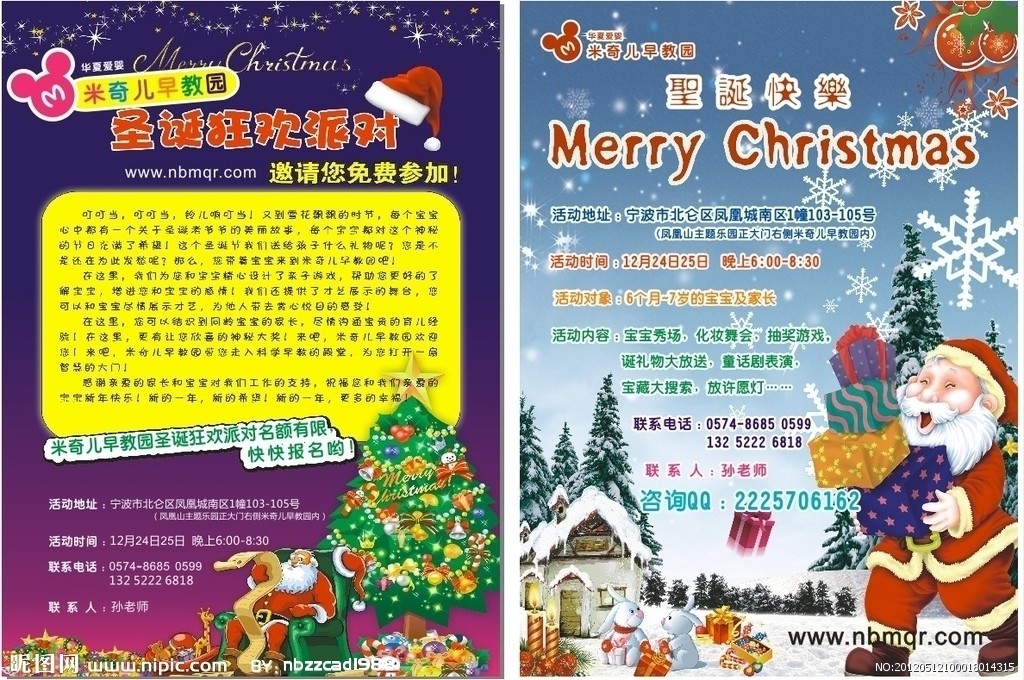 Merry Christmas
华夏爱婴
米奇儿早教园
圣诞狂欢派对
www.nbmqr.com 邀请您免费参加!
叮叮当,叮叮当,铃儿响叮当!又到雪花飘飘的时节,每个宝宝
心中都有一个关于圣诞老爷爷的美丽故事,每个宝宝都对这个神秘
的节日充满了希望!这个圣诞节我们送给孩子什么礼物呢?您是不
是还在为此发愁呢?那么,您带着宝宝来到米奇儿早教园吧!
在这里,我们为您和宝宝精心设计了亲子游戏,帮助您更好的了
解宝宝,增进您和宝宝的感情!我们还提供了才艺展示的舞台,您
可以和宝宝尽情展示才艺,为他人带去赏心悦目的感受!
在这里,您可以结识到同龄宝宝的家长,尽情沟通宝贵的育儿经
验!在这里,更有让您欣喜的神秘大奖!来吧,米奇儿早教园欢迎
您!来吧,米奇儿早教园带您走入科学早教的殿堂,为您打开一扇
智慧的大门!
感谢亲爱的家长和宝宝对我们工作的支持,祝福您和我们亲爱的
宝宝新年快乐!新的一年,新的希望!新的一年,更多的幸福!
米奇儿早教园圣诞狂欢派对名额有限,
快快报名哟!
Merry
Christmas!
活动地址:宁波市北仑区凤凰城南区1幢103-105号
(凤凰山主题乐园正大门右侧米奇儿早教园内)
活动时间:12月24日25日 晚上6:00-8:30
联系电话:0574-8685 0599
132 5222 6818
联 系 人:孙老师
昵图网 www.nipic.com BY:nbzzcad1989
华夏爱婴
米奇儿早教园
聖誕快樂
Merry Christmas
活动地址:宁波市北仑区凤凰城南区1幢103-105号
(凤凰山主题乐园正大门右侧米奇儿早教园内)
活动时间:12月24日25日 晚上6:00-8:30
活动对象:6个月-7岁的宝宝及家长
活动内容:宝宝秀场,化妆舞会,抽奖游戏,
诞礼物大放送,童话剧表演,
宝藏大搜索,放许愿灯……
联系电话:0574-8685 0599
132 5222 6818
联 系 人:孙老师
咨询QQ:2225706162
www.nbmqr.com
NO:20120512100013014315